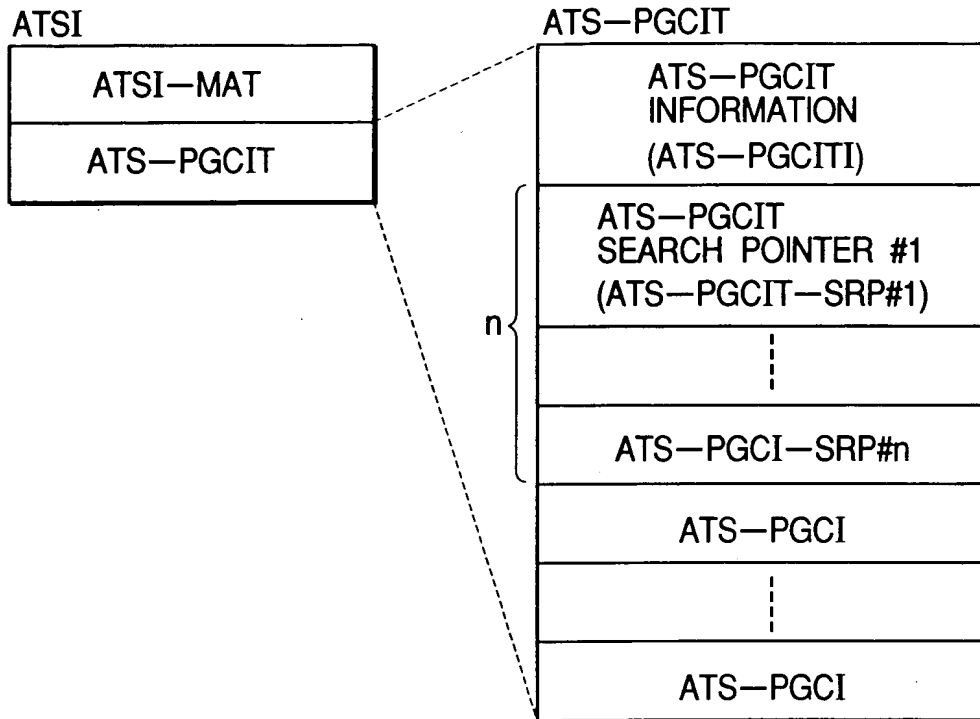 ATSI
ATSI—MAT
ATS—PGCIT
ATS—PGCIT
ATS—PGCIT
INFORMATION
(ATS—PGCITI)
n
ATS—PGCIT
SEARCH POINTER #1
(ATS—PGCIT—SRP#1)
ATS—PGCI—SRP#n
ATS—PGCI
ATS—PGCI